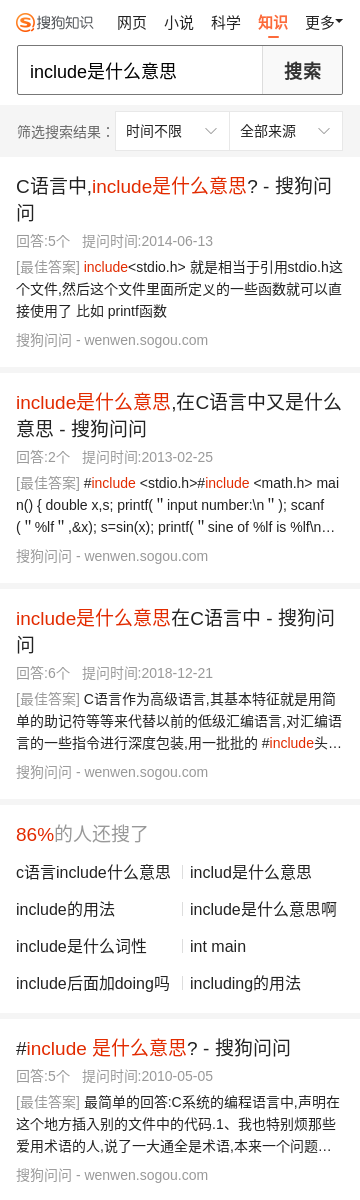 搜狗知识 网页 小说 科学 知识 更多
include是什么意思 搜索
筛选搜索结果： 时间不限 全部来源
C语言中,include是什么意思? - 搜狗问
问
回答:5个 提问时间:2014-06-13
[最佳答案] include<stdio.h> 就是相当于引用stdio.h这
个文件,然后这个文件里面所定义的一些函数就可以直
接使用了 比如 printf函数
搜狗问问 - wenwen.sogou.com
include是什么意思,在C语言中又是什么
意思 - 搜狗问问
回答:2个 提问时间:2013-02-25
[最佳答案] #include <stdio.h>#include <math.h> mai
n() { double x,s; printf(＂input number:\n＂); scanf
(＂%lf＂,&x); s=sin(x); printf(＂sine of %lf is %lf\n…
搜狗问问 - wenwen.sogou.com
include是什么意思在C语言中 - 搜狗问
问
回答:6个 提问时间:2018-12-21
[最佳答案] C语言作为高级语言,其基本特征就是用简
单的助记符等等来代替以前的低级汇编语言,对汇编语
言的一些指令进行深度包装,用一批批的 #include头…
搜狗问问 - wenwen.sogou.com
86%的人还搜了
c语言include什么意思 includ是什么意思
include的用法 include是什么意思啊
include是什么词性 int main
include后面加doing吗 including的用法
#include 是什么意思? - 搜狗问问
回答:5个 提问时间:2010-05-05
[最佳答案] 最简单的回答:C系统的编程语言中,声明在
这个地方插入别的文件中的代码.1、我也特别烦那些
爱用术语的人,说了一大通全是术语,本来一个问题…
搜狗问问 - wenwen.sogou.com